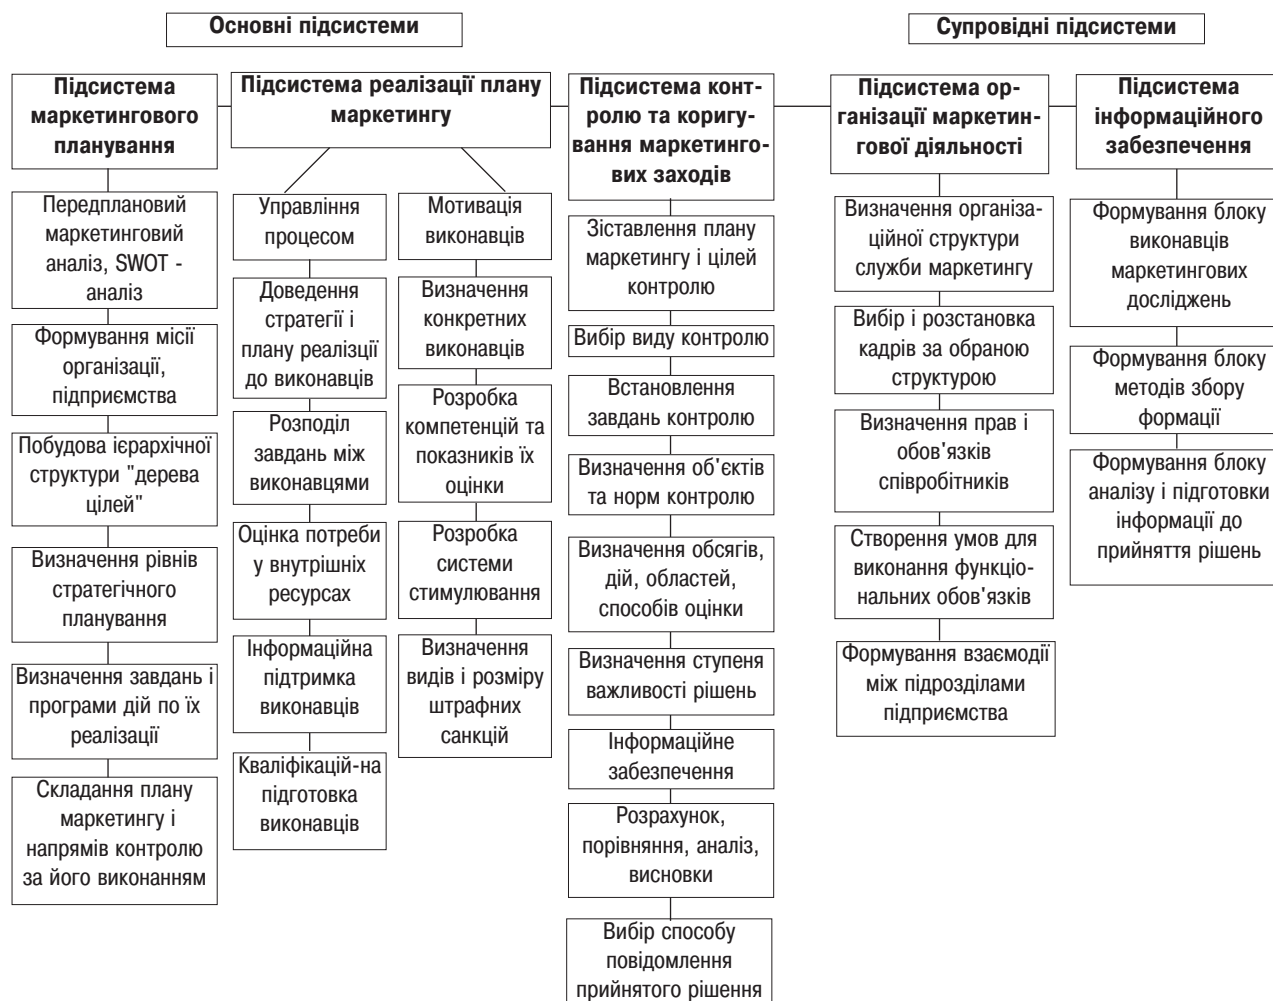 Основні підсистеми
Супровідні підсистеми
Підсистема
маркетингового
планування
Передплановий
маркетинговий
аналіз, SWOT -
аналіз
Формування місії
організації,
підприємства
Побудова ієрархічної
структури "дерева
цілей"
Визначення рівнів
стратегічного
планування
Визначення завдань і
програми дій по їх
реалізації
Складання плану
маркетингу і
напрямів контролю
за його виконанням
Підсистема реалізації плану
маркетингу
Управління
процесом
Доведення
стратегії і
плану реалізції
до виконавців
Розподіл
завдань між
виконавцями
Оцінка потреби
у внутрішніх
ресурсах
Інформаційна
підтримка
виконавців
Кваліфікацій-на
підготовка
виконавців
Мотивація
виконавців
Визначення
конкретних
виконавців
Розробка
компетенцій та
показників їх
оцінки
Розробка
системи
стимулювання
Визначення
видів і розміру
штрафних
санкцій
Підсистема конт-
ролю та коригу-
вання маркетинго-
вих заходів
Зіставлення плану
маркетингу і цілей
контролю
Вибір виду контролю
Встановлення
завдань контролю
Визначення об'єктів
та норм контролю
Визначення обсягів,
дій, областей,
способів оцінки
Визначення ступеня
важливості рішень
Інформаційне
забезпечення
Розрахунок,
порівняння, аналіз,
висновки
Вибір способу
повідомлення
прийнятого рішення
Підсистема ор-
ганізації маркетин-
гової діяльності
Визначення організа-
ційної структури
служби маркетингу
Вибір і розстановка
кадрів за обраною
структурою
Визначення прав і
обов'язків
співробітників
Створення умов для
виконання функціо-
нальних обов'язків
Формування взаємодії
між підрозділами
підприємства
Підсистема
інформаційного
забезпечення
Формування блоку
виконавців
маркетингових
досліджень
Формування блоку
методів збору
формації
Формування блоку
аналізу і підготовки
інформації до
прийняття рішень